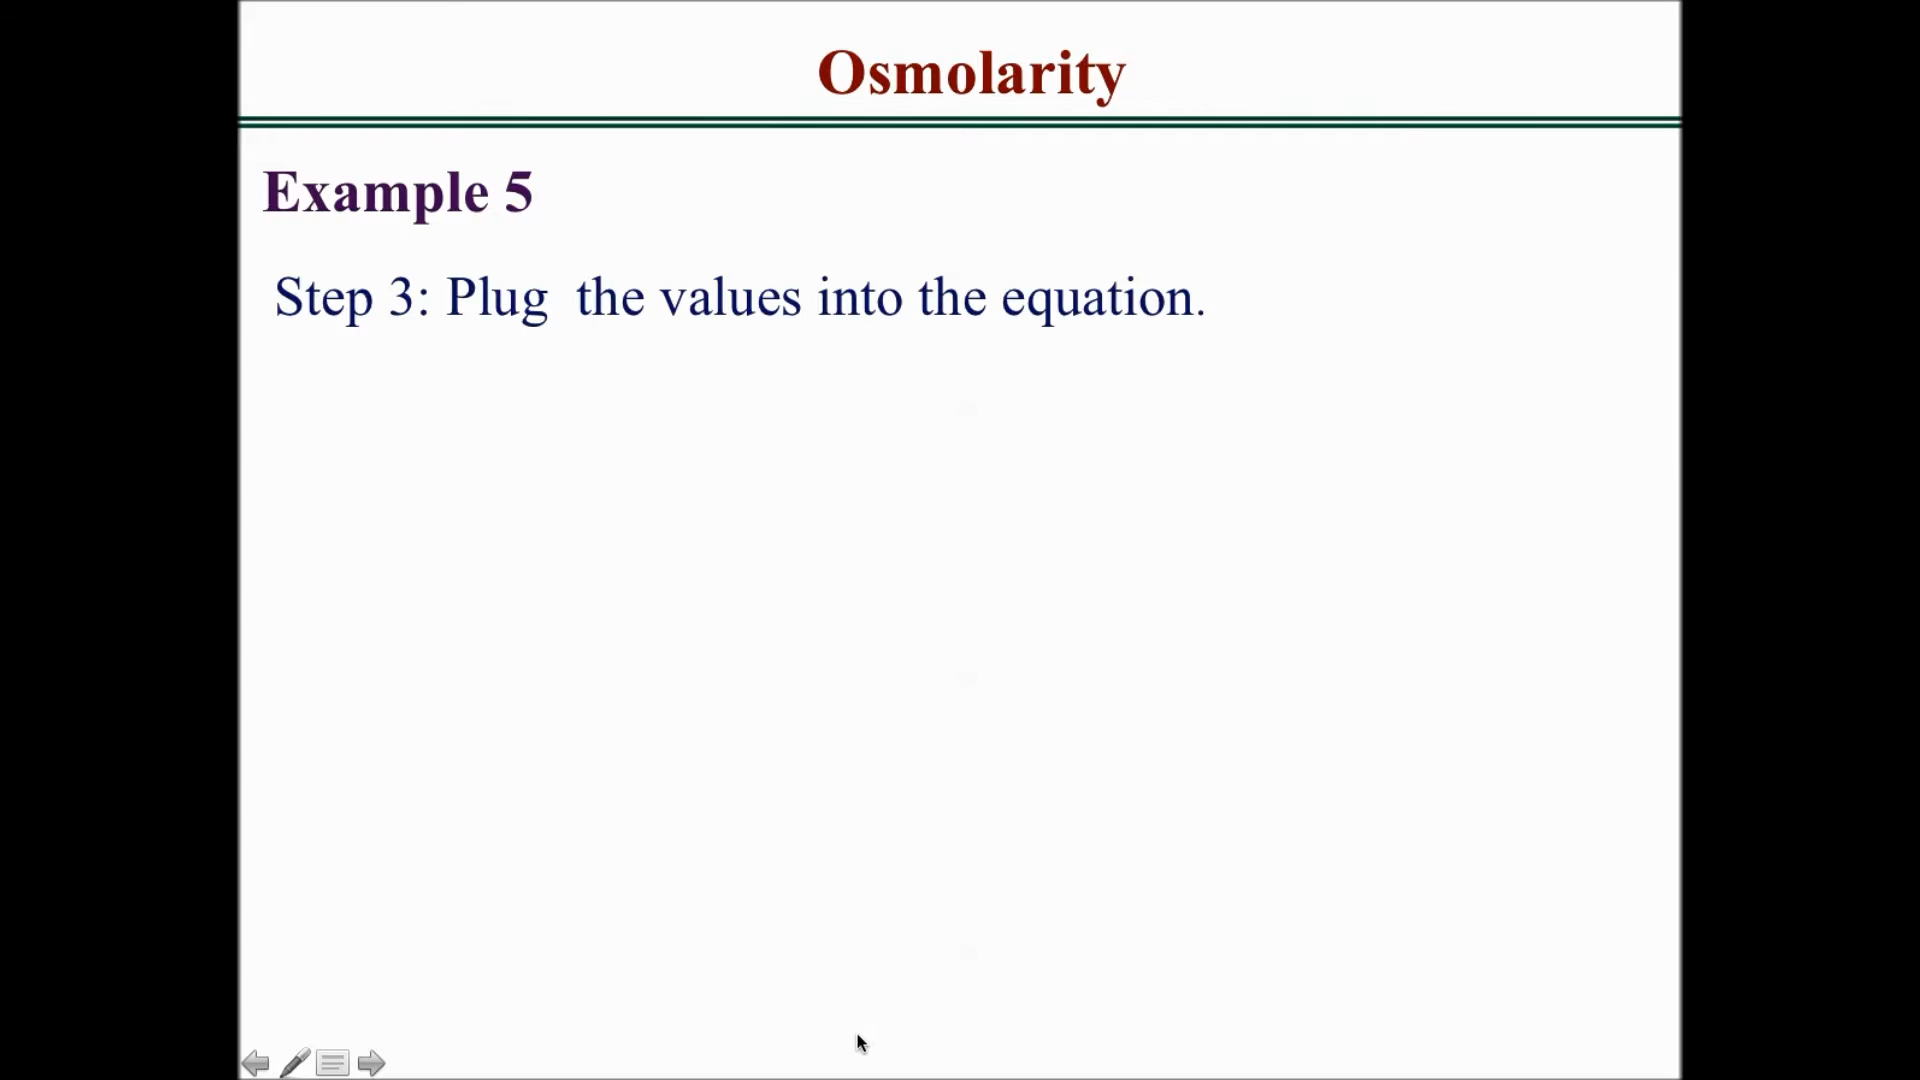 Osmolarity
Example 5
Step 3: Plug  the values into the equation.